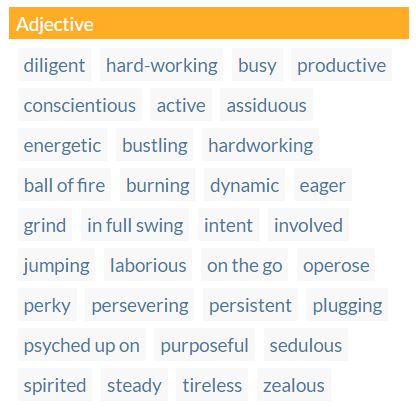 Adjective
diligent hard-working busy productive
conscientious active assiduous
energetic bustling hardworking
ball of fire burning dynamic eager
grind in full swing intent involved
jumping laborious on the go operose
perky persevering persistent plugging
psyched up on purposeful sedulous
spirited steady tireless zealous